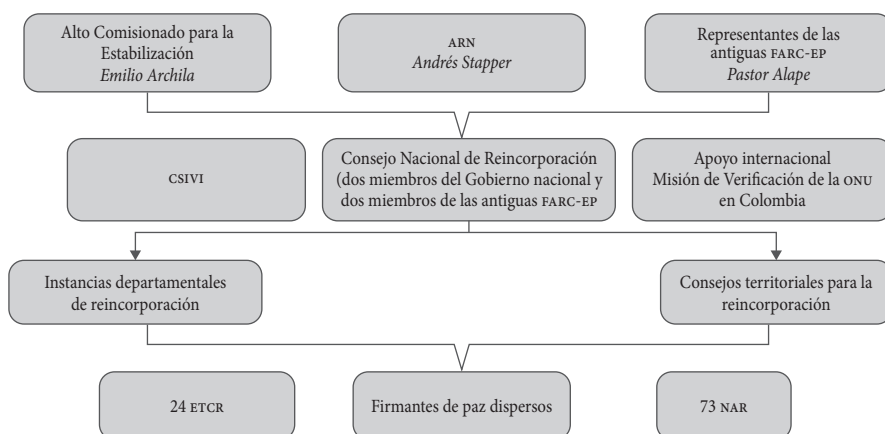 Alto Comisionado para la
Estabilización
Emilio Archila
ARN
Andrés Stapper
Representantes de las
antiguas FARC-EP
Pastor Alape
CSIVI
Consejo Nacional de Reincorporación
(dos miembros del Gobierno nacional y
dos miembros de las antiguas FARC-EP
Apoyo internacional
Misión de Verificación de la ONU
en Colombia
Instancias departamentales
de reincorporación
Consejos territoriales para la
reincorporación
24 ETCR
Firmantes de paz dispersos
73 NAR